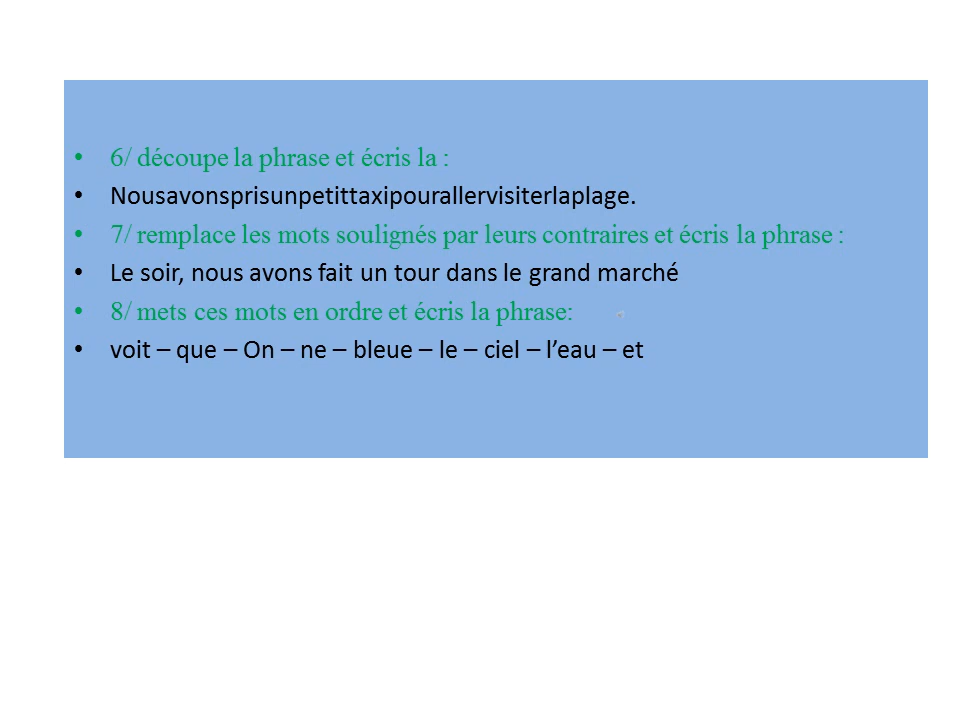 • 6/ découpe la phrase et écris la :
• Nousavonsprisunpetittaxipourallervisiterlaplage.
• 7/ remplace les mots soulignés par leurs contraires et écris la phrase :
• Le soir, nous avons fait un tour dans le grand marché
• 8/ mets ces mots en ordre et écris la phrase:
• voit – que – On – ne – bleue – le – ciel – l’eau – et